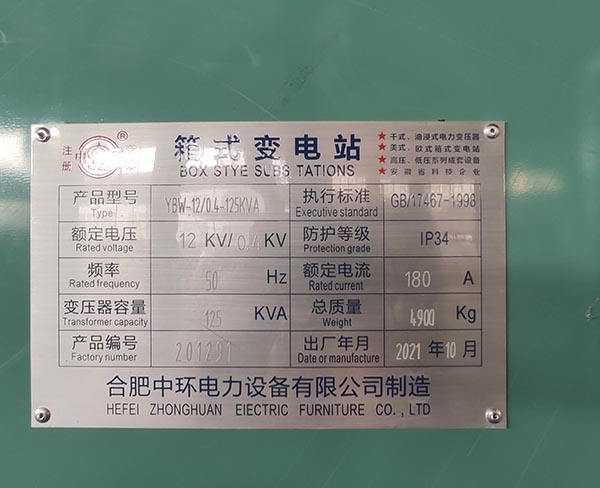 注册
中
®
箱式变电站
BOX STYE SUBS TATIONS
★干式、油浸式电力变压器
★美式、欧式箱式变电站
★高压、低压系列成套设备
★安徽省科技企业
产品型号 Type YBW-12/0.4-125KVA 执行标准 Executive standard GB/17467-1998
额定电压 Rated voltage 12 KV/0.4 KV 防护等级 Protection grade IP34
频率 Rated frequency 50 Hz 额定电流 Rated current 180 A
变压器容量 Transformer capacity 125 KVA 总质量 Weight 4900 Kg
产品编号 Factory number 201291 出厂年月 Date or manufacture 2021 年 10 月
合肥中环电力设备有限公司制造
HEFEI ZHONGHUAN EIECTRIC FURNITURE CO.,LTD